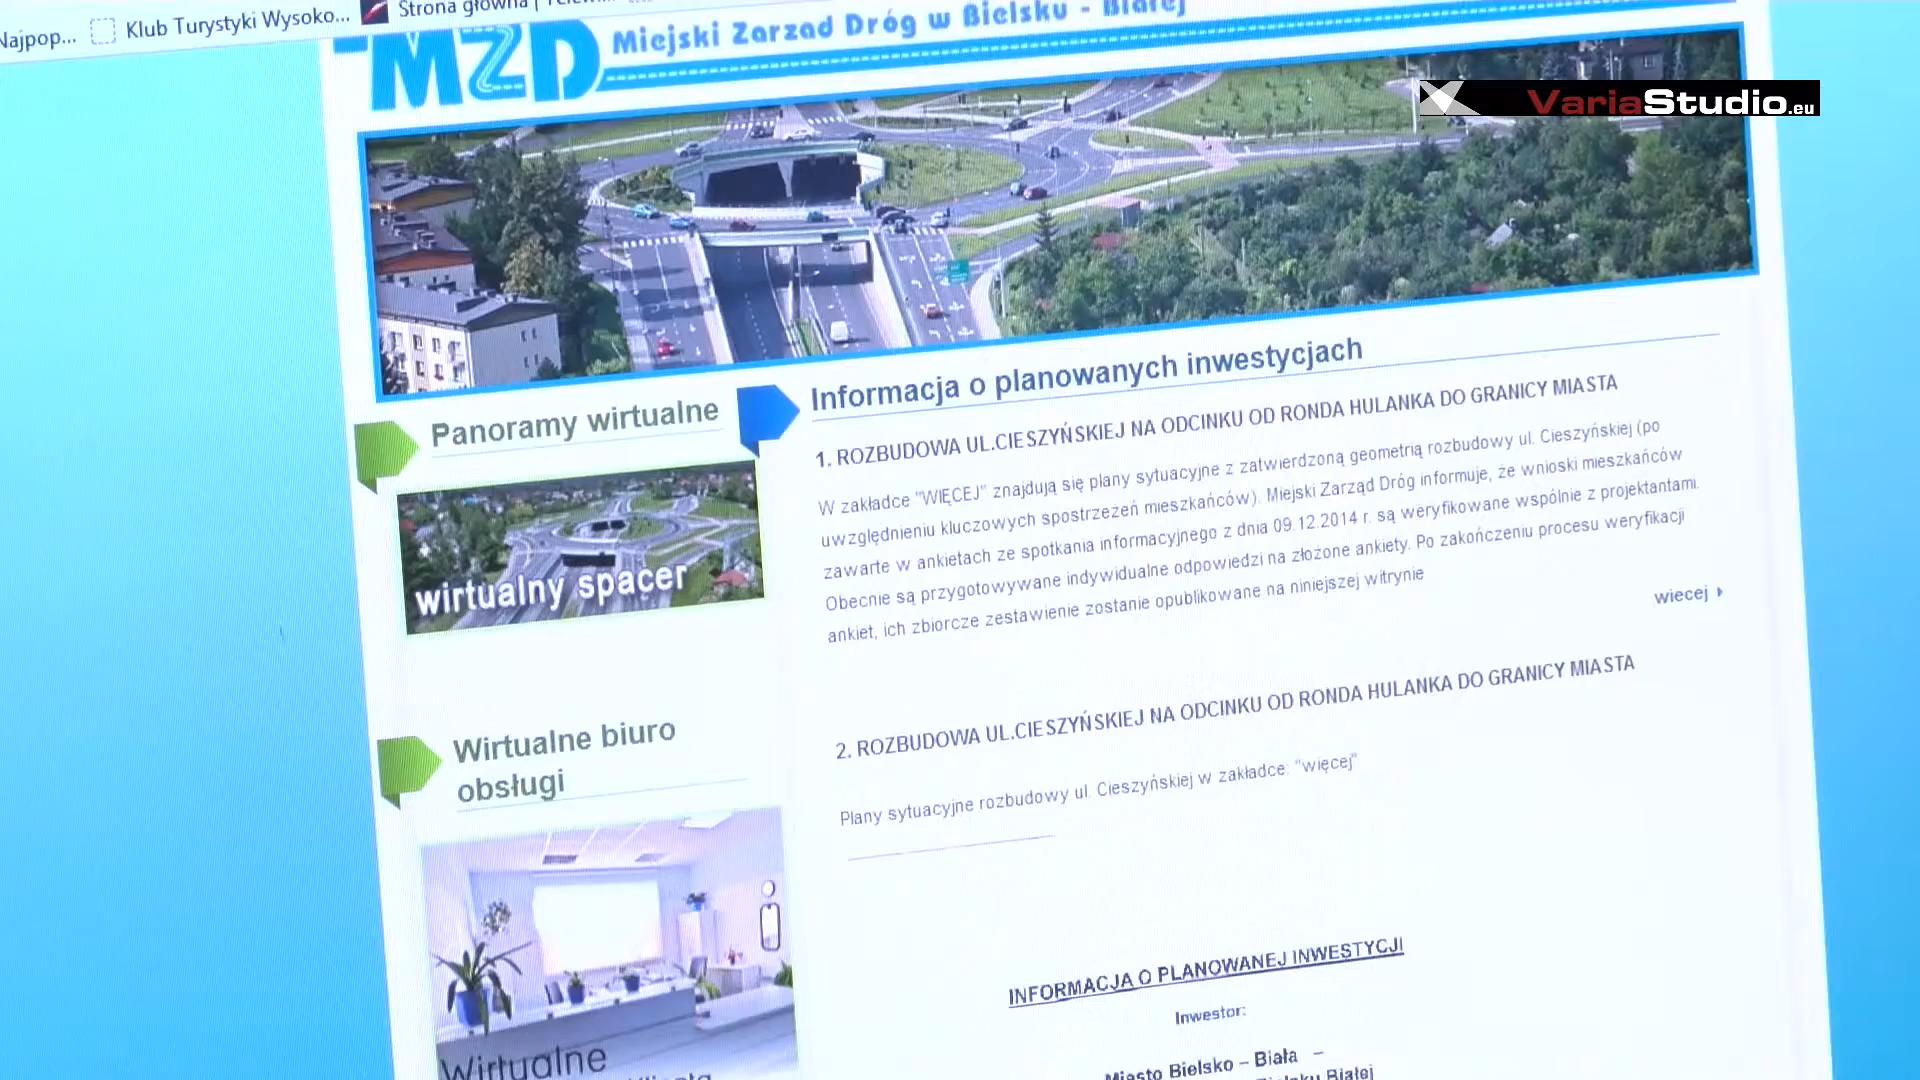 Najpop...
Klub Turystyki Wysoko...
Strona główna |
MZD
Miejski Zarzad Dróg w Bielsku - Białej
VariaStudio.eu
Informacja o planowanych inwestycjach
1. ROZBUDOWA UL.CIESZYŃSKIEJ NA ODCINKU OD RONDA HULANKA DO GRANICY MIASTA
W zakładce "WIĘCEJ" znajdują się plany sytuacyjne z zatwierdzoną geometrią rozbudowy ul. Cieszyńskiej (po
uwzględnieniu kluczowych spostrzeżeń mieszkańców). Miejski Zarząd Dróg informuje, że wnioski mieszkańców
zawarte w ankietach ze spotkania informacyjnego z dnia 09.12.2014 r. są weryfikowane wspólnie z projektantami.
Obecnie są przygotowywane indywidualne odpowiedzi na złożone ankiety. Po zakończeniu procesu weryfikacji
ankiet, ich zbiorcze zestawienie zostanie opublikowane na niniejszej witrynie
wiecej
2. ROZBUDOWA UL.CIESZYŃSKIEJ NA ODCINKU OD RONDA HULANKA DO GRANICY MIASTA
Plany sytuacyjne rozbudowy ul. Cieszyńskiej w zakładce: "więcej"
INFORMACJA O PLANOWANEJ INWESTYCJI
Inwestor:
Miasto Bielsko – Biała –
Białej
Panoramy wirtualne
wirtualny spacer
Wirtualne biuro
obsługi
Wirtualne